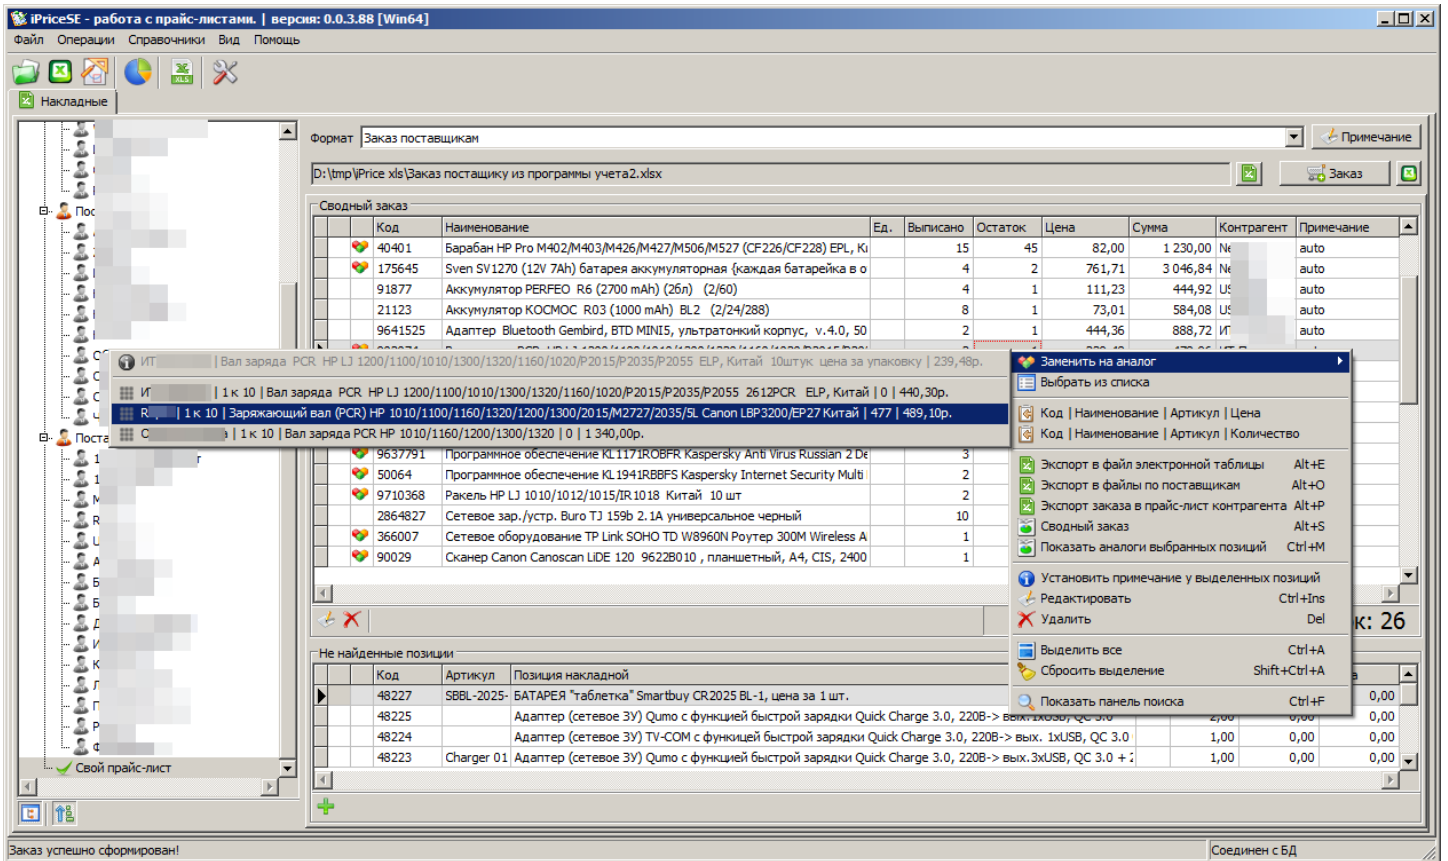 iPriceSE - работа с прайс-листами. | версия: 0.0.3.88 [Win64]
Файл Операции Справочники Вид Помощь
Накладные
Формат Заказ поставщикам Примечание
D:\tmp\iPrice xls\Заказ постащику из программы учета2.xlsx Заказ
Сводный заказ
Код Наименование Ед. Выписано Остаток Цена Сумма Контрагент Примечание
40401 Барабан HP Pro M402/M403/M426/M427/M506/M527 (CF226/CF228) EPL, Ки 15 45 82,00 1 230,00 auto
175645 Sven SV1270 (12V 7Ah) батарея аккумуляторная {каждая батарейка в о 4 2 761,71 3 046,84 auto
91877 Аккумулятор PERFEO R6 (2700 mAh) (2бл) (2/60) 4 1 111,23 444,92 auto
21123 Аккумулятор КОСМОС R03 (1000 mAh) BL2 (2/24/288) 8 1 73,01 584,08 auto
9641525 Адаптер Bluetooth Gembird, BTD MINI5, ультратонкий корпус, v.4.0, 50 2 1 444,36 888,72 auto
ИТ | Вал заряда PCR HP LJ 1200/1100/1010/1300/1320/1160/1020/P2015/P2035/P2055 ELP, Китай 10штук цена за упаковку | 239,48р.
ИТ | 1 к 10 | Вал заряда PCR HP LJ 1200/1100/1010/1300/1320/1160/1020/P2015/P2035/P2055 2612PCR ELP, Китай | 0 | 440,30р.
R | 1 к 10 | Заряжающий вал (PCR) HP 1010/1100/1160/1320/1200/1300/2015/M2727/2035/5L Canon LBP3200/EP27 Китай | 477 | 489,10р.
| 1 к 10 | Вал заряда PCR HP 1010/1160/1200/1300/1320 | 0 | 1 340,00р.
Заменить на аналог
Выбрать из списка
Код | Наименование | Артикул | Цена
Код | Наименование | Артикул | Количество
Экспорт в файл электронной таблицы Alt+E
Экспорт в файлы по поставщикам Alt+O
Экспорт заказа в прайс-лист контрагента Alt+P
Сводный заказ Alt+S
Показать аналоги выбранных позиций Ctrl+M
Установить примечание у выделенных позиций
Редактировать Ctrl+Ins
Удалить Del
Выделить все Ctrl+A
Сбросить выделение Shift+Ctrl+A
Показать панель поиска Ctrl+F
9637791 Программное обеспечение KL1171ROBFR Kaspersky Anti Virus Russian 2 De 3
50064 Программное обеспечение KL1941RBBFS Kaspersky Internet Security Multi 2
9710368 Ракель HP LJ 1010/1012/1015/IR1018 Китай 10 шт 2
2864827 Сетевое зар./устр. Buro TJ 159b 2.1A универсальное черный 10
366007 Сетевое оборудование TP Link SOHO TD W8960N Роутер 300M Wireless A 1
90029 Сканер Canon Canoscan LiDE 120 9622B010 , планшетный, A4, CIS, 2400 1
к: 26
Не найденные позиции
Код Артикул Позиция накладной
48227 SBBL-2025- БАТАРЕЯ "таблетка" Smartbuy CR2025 BL-1, цена за 1 шт. 0,00
48225 Адаптер (сетевое ЗУ) Qumo с функцией быстрой зарядки Quick Charge 3.0, 220В-> вых.1xUSB, QC 3.0 2,00 0,00 0,00
48224 Адаптер (сетевое ЗУ) TV-COM с функцией быстрой зарядки Quick Charge 3.0, 220В-> вых. 1xUSB, QC 3.0 1,00 0,00 0,00
48223 Charger 01 Адаптер (сетевое ЗУ) Qumo с функцией быстрой зарядки Quick Charge 3.0, 220В-> вых.3xUSB, QC 3.0 + 2 1,00 0,00 0,00
Пос
Поста
Свой прайс-лист
Заказ успешно сформирован! Соединен с БД